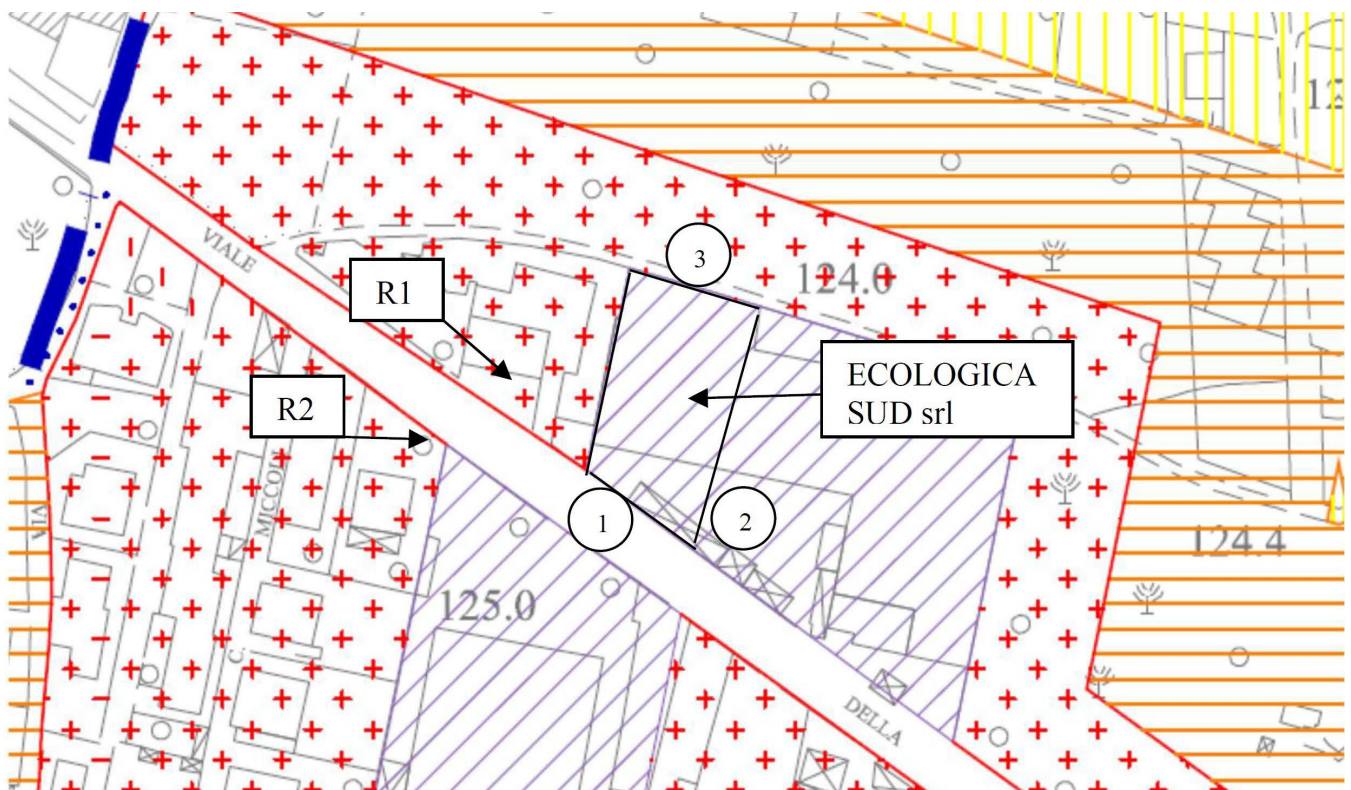 VIALE
R1
3
124.0
ECOLOGICA
SUD srl
R2
MICCOLI
VIA
1
2
124.4
125.0
C.
DELLA